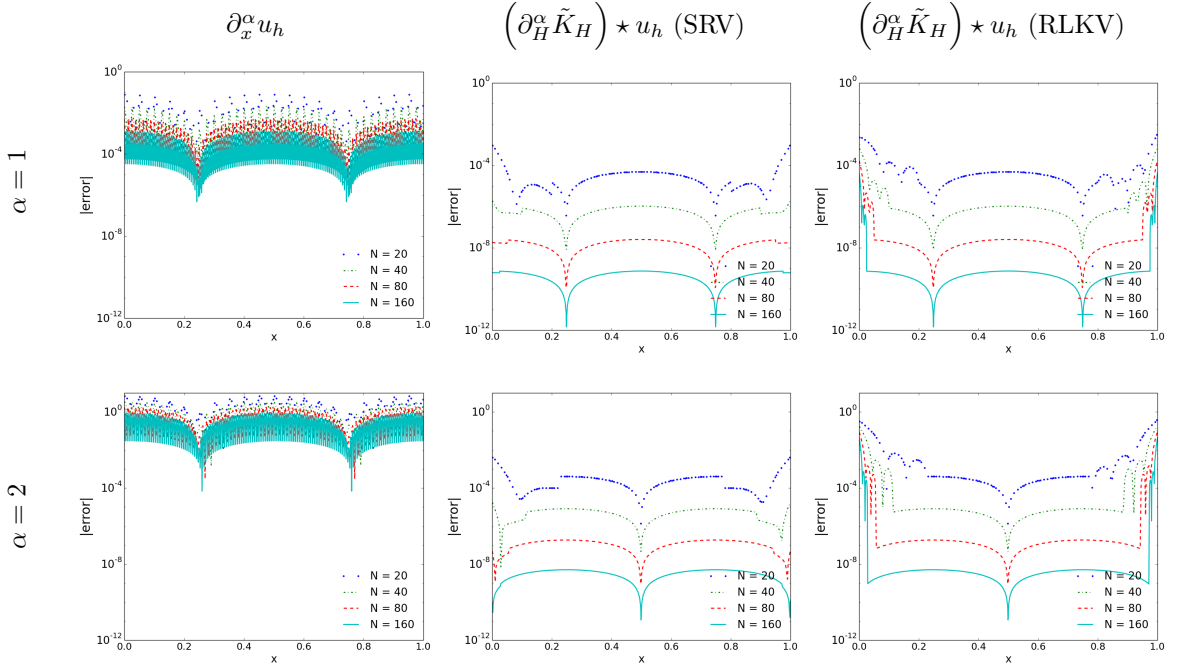 ∂ₓᵅ uₕ
(∂_H^α K̃_H) ⋆ uₕ (SRV)
(∂_H^α K̃_H) ⋆ uₕ (RLKV)
α = 1
10⁰
10⁻⁴
10⁻⁸
10⁻¹²
|error|
0.0 0.2 0.4 0.6 0.8 1.0
x
N = 20
N = 40
N = 80
N = 160
10⁰
10⁻⁴
10⁻⁸
10⁻¹²
|error|
0.0 0.2 0.4 0.6 0.8 1.0
x
N = 20
N = 40
N = 80
N = 160
10⁰
10⁻⁴
10⁻⁸
10⁻¹²
|error|
0.0 0.2 0.4 0.6 0.8 1.0
x
N = 20
N = 40
N = 80
N = 160
α = 2
10⁰
10⁻⁴
10⁻⁸
10⁻¹²
|error|
0.0 0.2 0.4 0.6 0.8 1.0
x
N = 20
N = 40
N = 80
N = 160
10⁰
10⁻⁴
10⁻⁸
10⁻¹²
|error|
0.0 0.2 0.4 0.6 0.8 1.0
x
N = 20
N = 40
N = 80
N = 160
10⁰
10⁻⁴
10⁻⁸
10⁻¹²
|error|
0.0 0.2 0.4 0.6 0.8 1.0
x
N = 20
N = 40
N = 80
N = 160